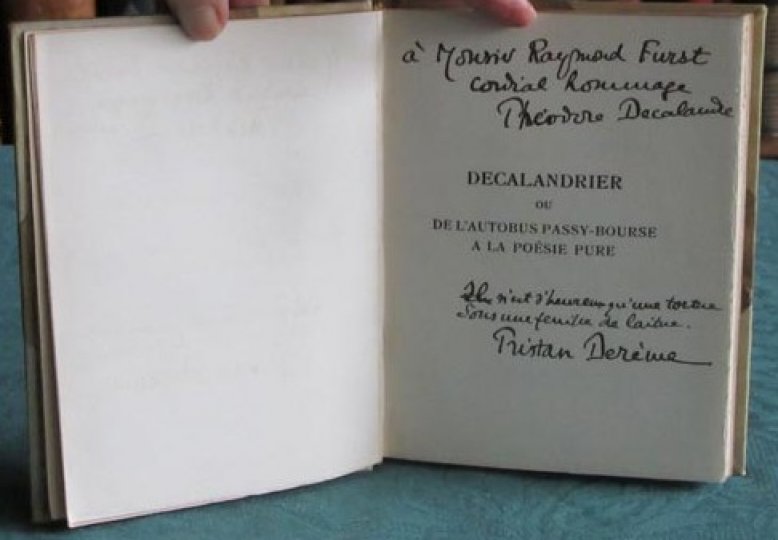 à Monsieur Raymond Furst
cordial hommage
Théodore Decalandre
DECALANDRIER
OU
DE L'AUTOBUS PASSY-BOURSE
A LA POÉSIE PURE
n'est d'heureux qu'une tortue
Sous une feuille de laitue.
Tristan Derème